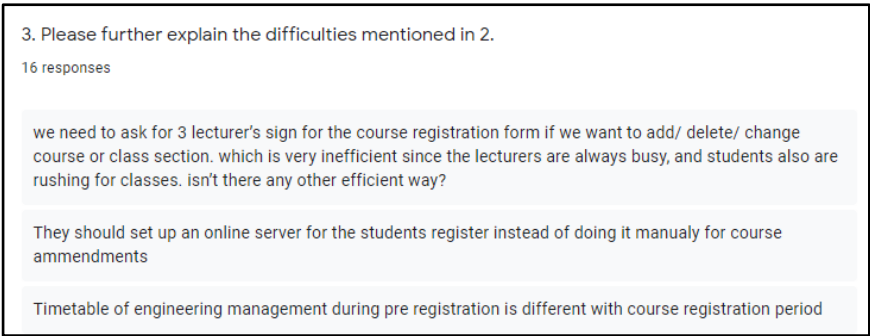 3. Please further explain the difficulties mentioned in 2.
16 responses
we need to ask for 3 lecturer's sign for the course registration form if we want to add/ delete/ change
course or class section. which is very inefficient since the lecturers are always busy, and students also are
rushing for classes. isn't there any other efficient way?
They should set up an online server for the students register instead of doing it manualy for course
ammendments
Timetable of engineering management during pre registration is different with course registration period